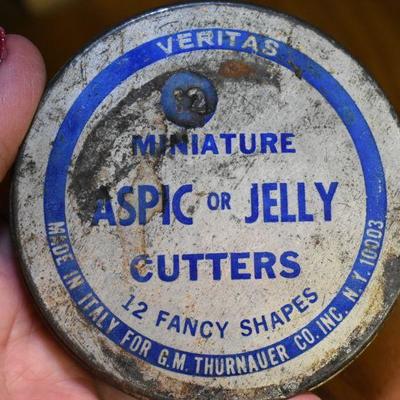 VERITAS
12
MINIATURE
ASPIC OR JELLY
CUTTERS
12 FANCY SHAPES
MADE IN ITALY FOR G.M. THURNAUER CO. INC. N.Y. 10003